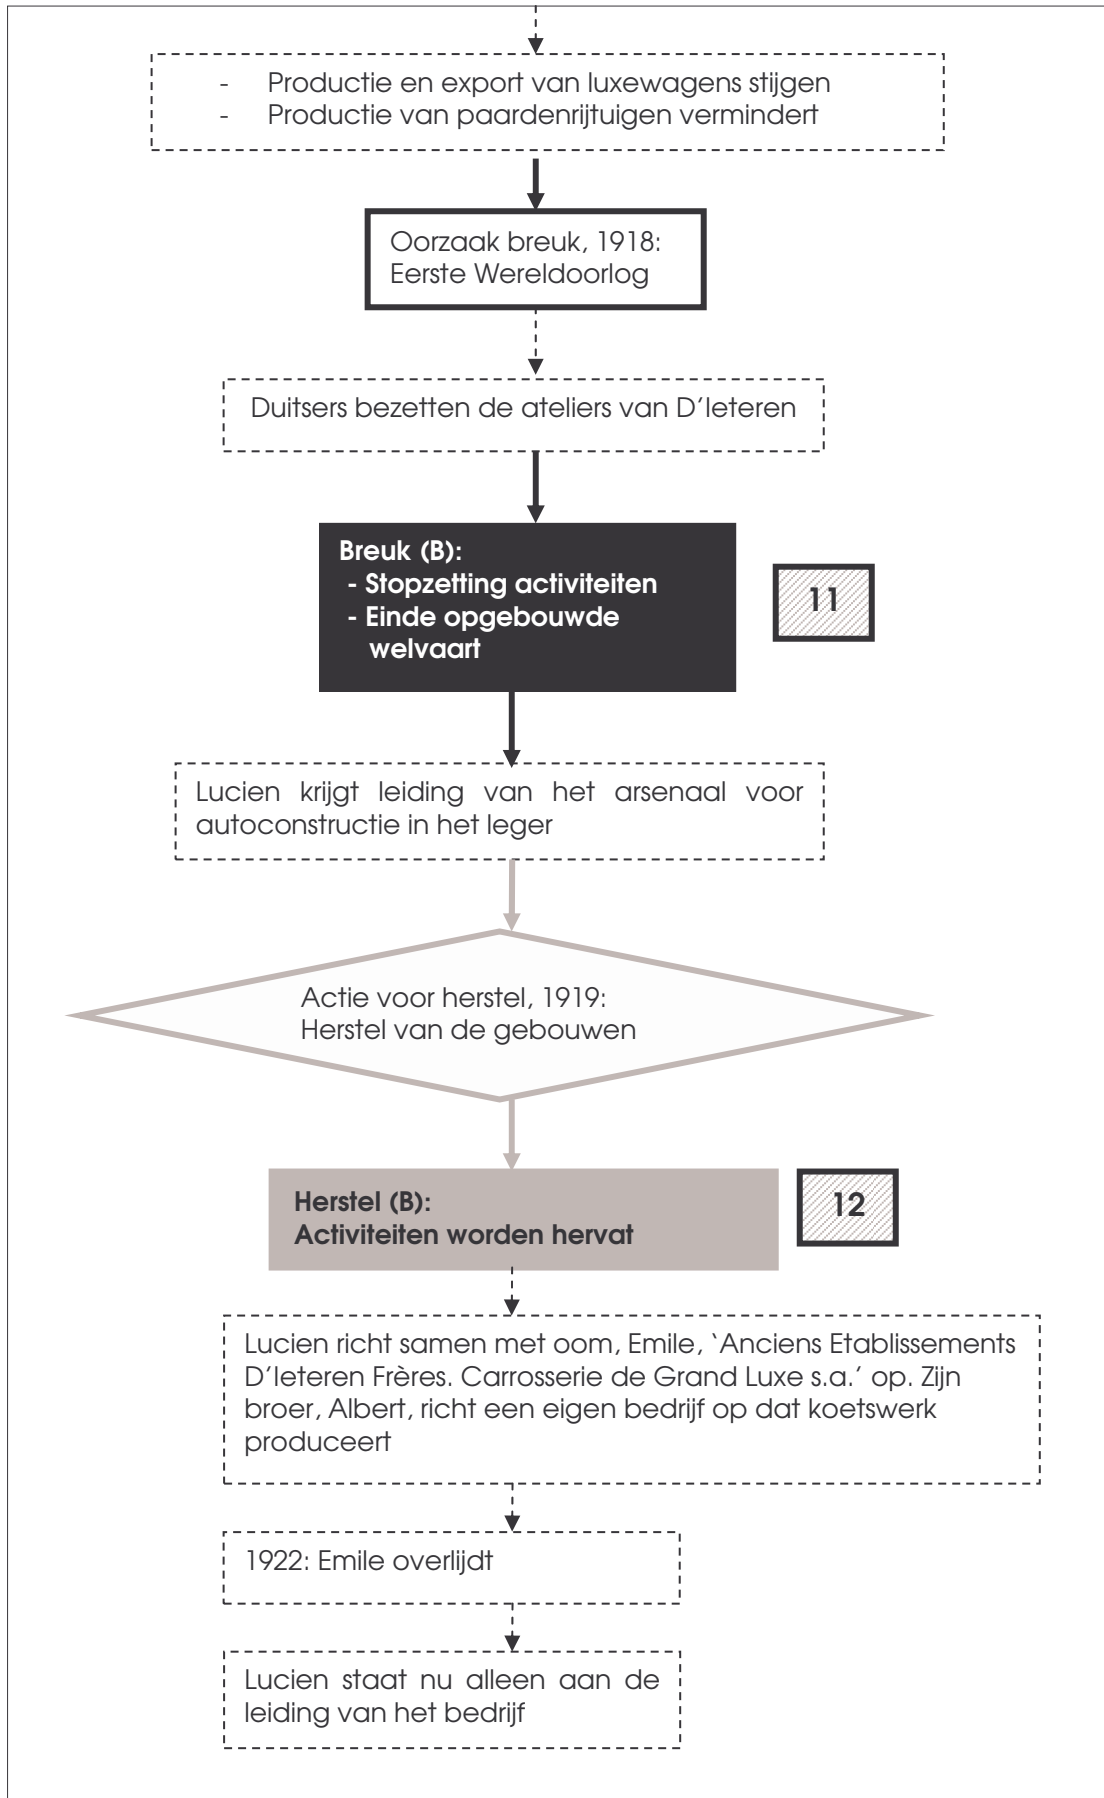 - Productie en export van luxewagens stijgen
- Productie van paardenrijtuigen vermindert
Oorzaak breuk, 1918:
Eerste Wereldoorlog
Duitsers bezetten de ateliers van D’Ieteren
Breuk (B):
- Stopzetting activiteiten
- Einde opgebouwde
welvaart
11
Lucien krijgt leiding van het arsenaal voor
autoconstructie in het leger
Actie voor herstel, 1919:
Herstel van de gebouwen
Herstel (B):
Activiteiten worden hervat
12
Lucien richt samen met oom, Emile, ‘Anciens Etablissements
D’Ieteren Frères. Carrosserie de Grand Luxe s.a.’ op. Zijn
broer, Albert, richt een eigen bedrijf op dat koetswerk
produceert
1922: Emile overlijdt
Lucien staat nu alleen aan de
leiding van het bedrijf